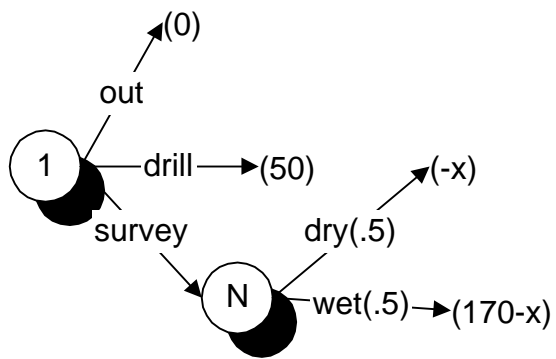 (0)
out
1
drill
(50)
(-x)
survey
dry(.5)
N
wet(.5)
(170-x)